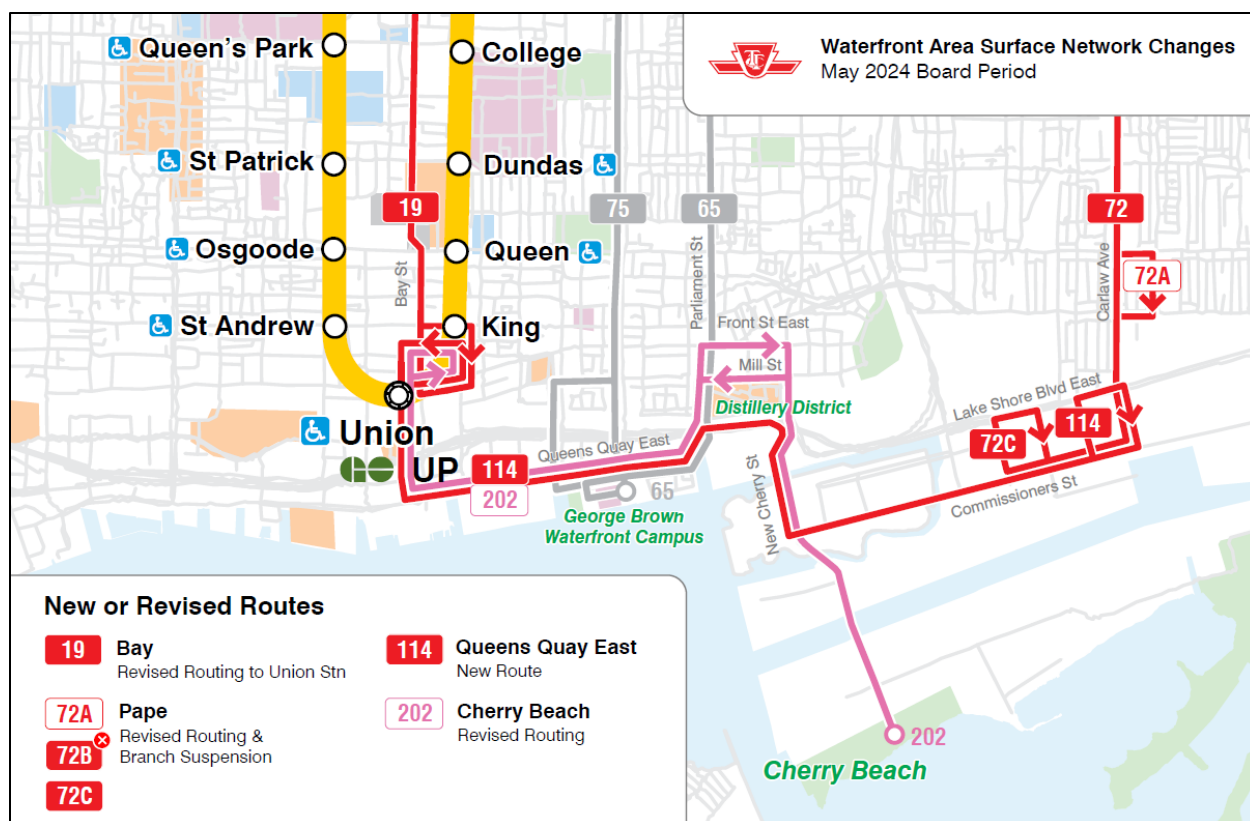 Waterfront Area Surface Network Changes
May 2024 Board Period
TTC
Queen's Park
College
St Patrick
Dundas
19
75
65
72
Osgoode
Queen
Bay St
Parliament St
Carlaw Ave
72A
St Andrew
King
Front St East
Mill St
Lake Shore Blvd East
Distillery District
Union
72C
114
UP
Queens Quay East
114
202
65
New Cherry St
Commissioners St
George Brown
Waterfront Campus
202
Cherry Beach
New or Revised Routes
19
Bay
Revised Routing to Union Stn
72A
72B
72C
Pape
Revised Routing &
Branch Suspension
114
Queens Quay East
New Route
202
Cherry Beach
Revised Routing